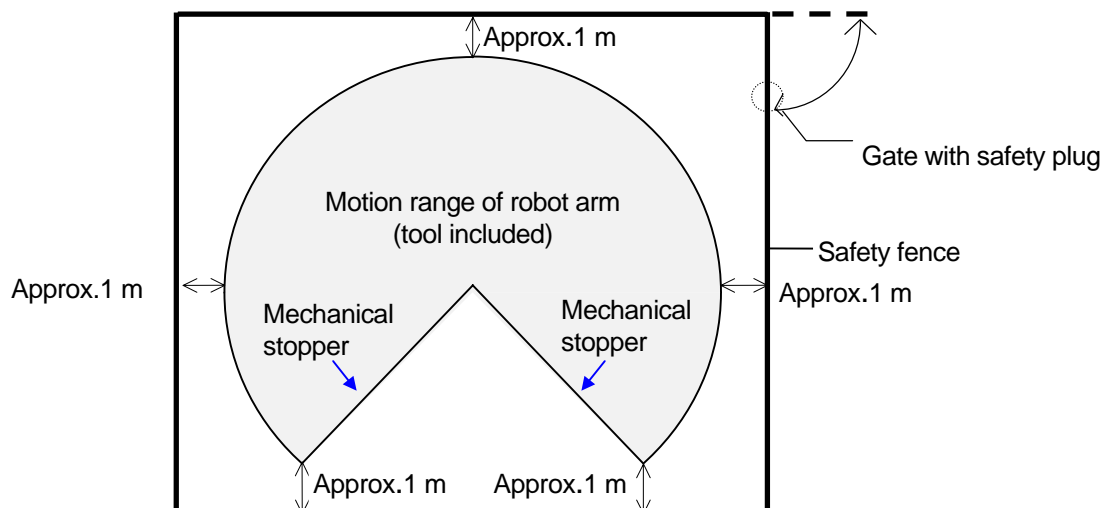 Approx.1 m
Gate with safety plug
Motion range of robot arm
(tool included)
Safety fence
Approx.1 m
Approx.1 m
Mechanical
stopper
Mechanical
stopper
Approx.1 m
Approx.1 m